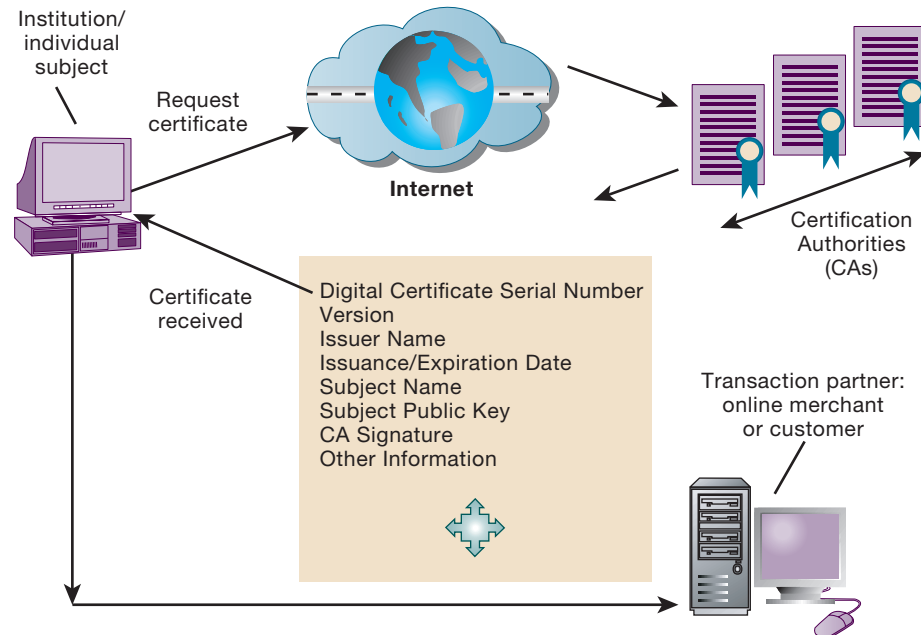 Institution/
individual
subject
Request
certificate
Internet
Certification
Authorities
(CAs)
Certificate
received
Digital Certificate Serial Number
Version
Issuer Name
Issuance/Expiration Date
Subject Name
Subject Public Key
CA Signature
Other Information
Transaction partner:
online merchant
or customer